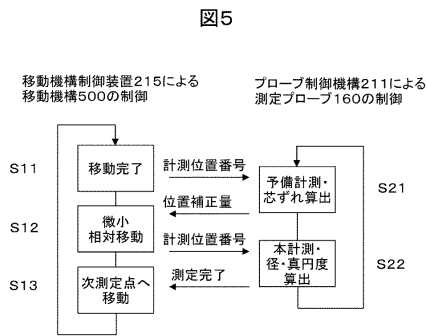 図5
移動機構制御装置215による
移動機構500の制御
プローブ制御機構211による
測定プローブ160の制御
S11
移動完了
計測位置番号
予備計測・
芯ずれ算出
S21
位置補正量
S12
微小
相対移動
計測位置番号
本計測・
径・真円度
算出
S22
S13
次測定点へ
移動
測定完了